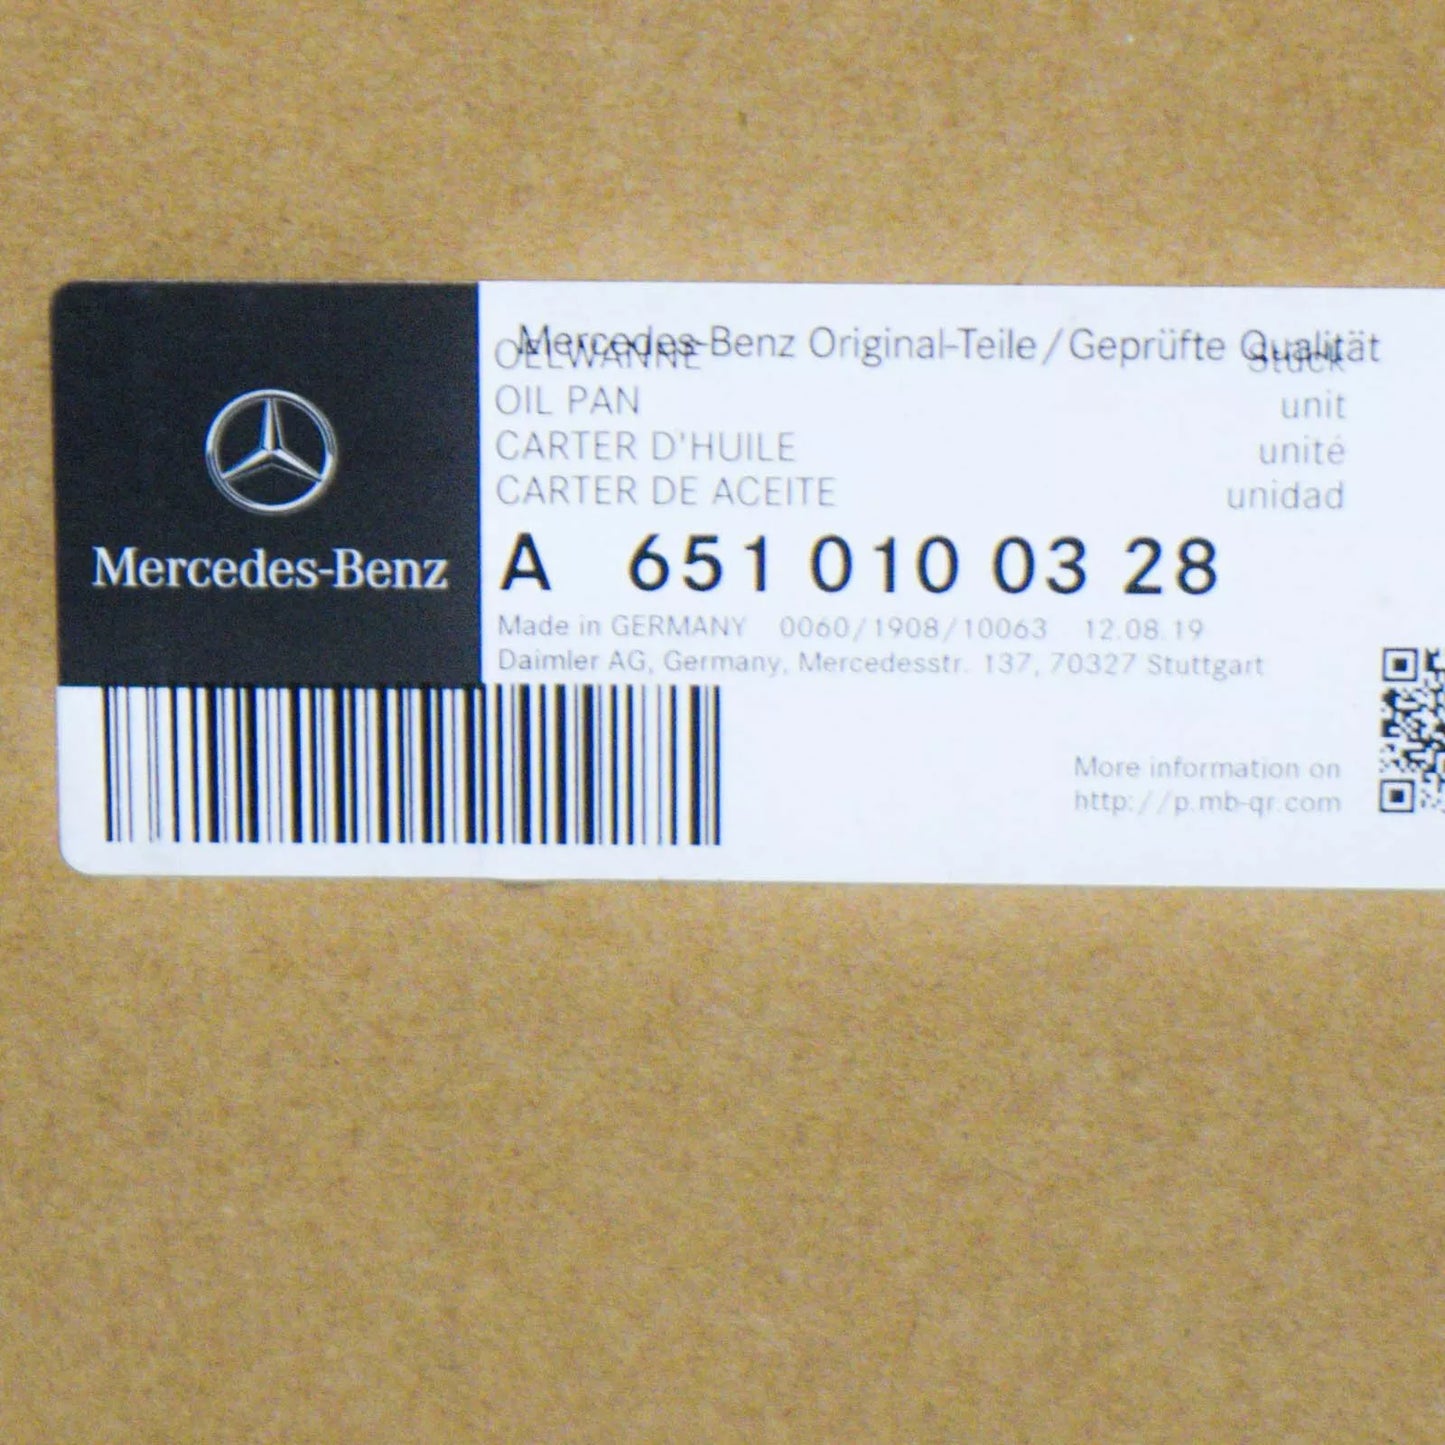 Mercedes-Benz
Mercedes-Benz Original-Teile/Geprüfte Qualität
OELWANNE Stück
OIL PAN unit
CARTER D'HUILE unité
CARTER DE ACEITE unidad
A 651 010 03 28
Made in GERMANY 0060/1908/10063 12.08.19
Daimler AG, Germany, Mercedesstr. 137, 70327 Stuttgart
More information on
http://p.mb-qr.com